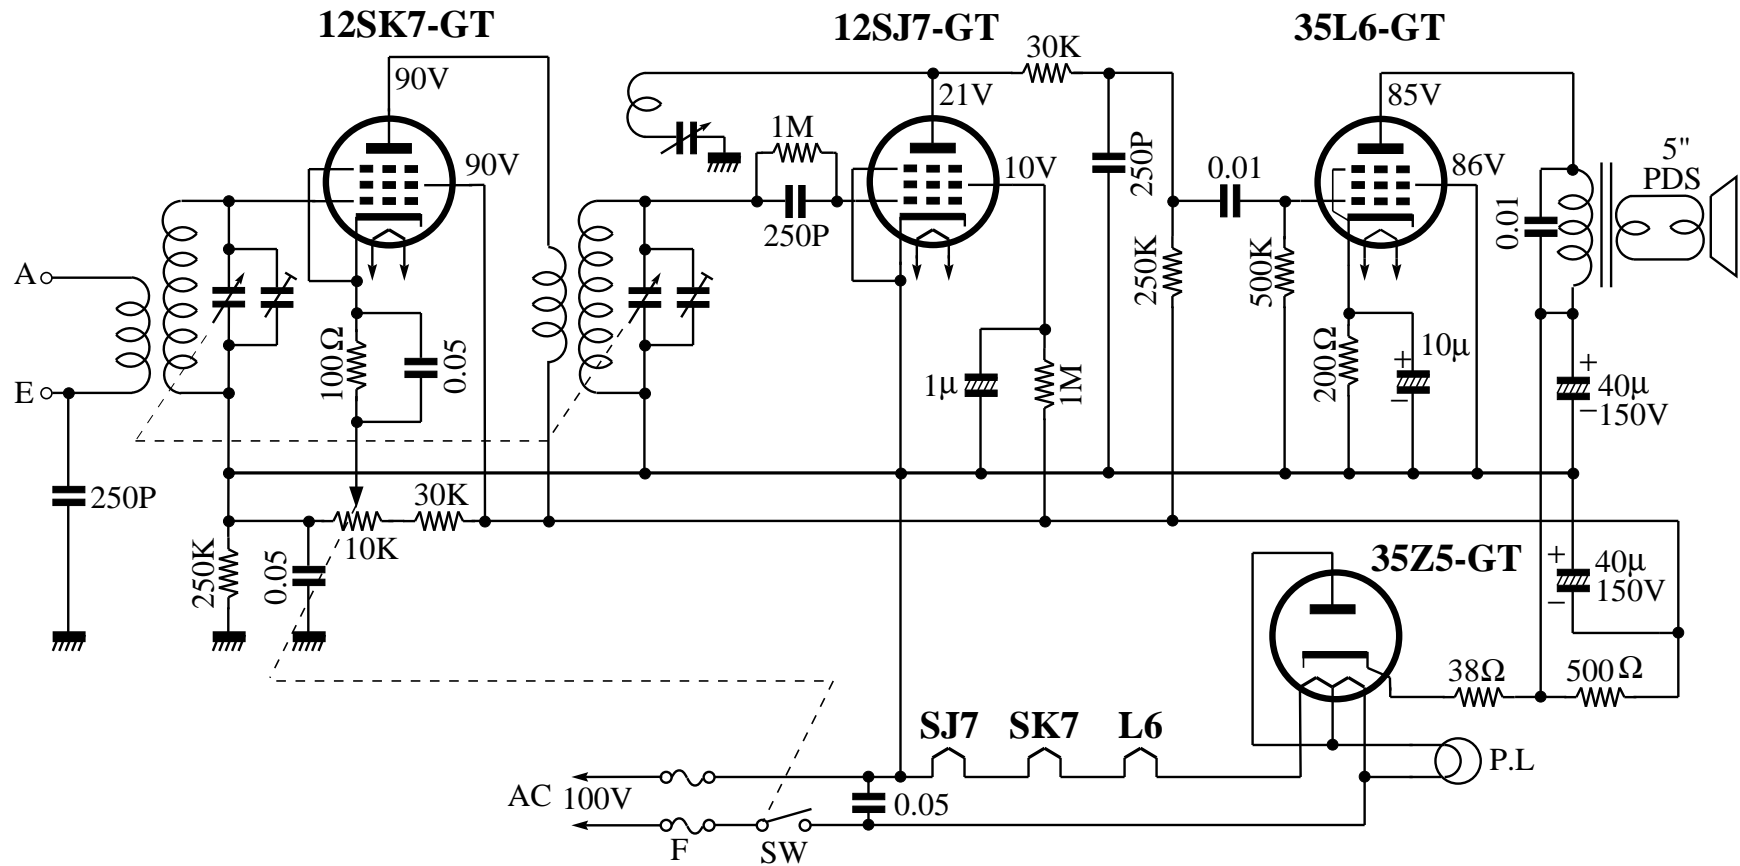 12SK7-GT
12SJ7-GT
35L6-GT
90V
90V
30K
21V
1M
250P
10V
250P
0.01
85V
86V
5"
PDS
0.01
A
E
250P
100Ω
0.05
1μ
1M
250K
500K
200Ω
+
10μ
−
+
40μ
−
150V
250K
0.05
10K
30K
35Z5-GT
+
40μ
−
150V
38Ω
500Ω
SJ7
SK7
L6
P.L
AC 100V
0.05
F
SW